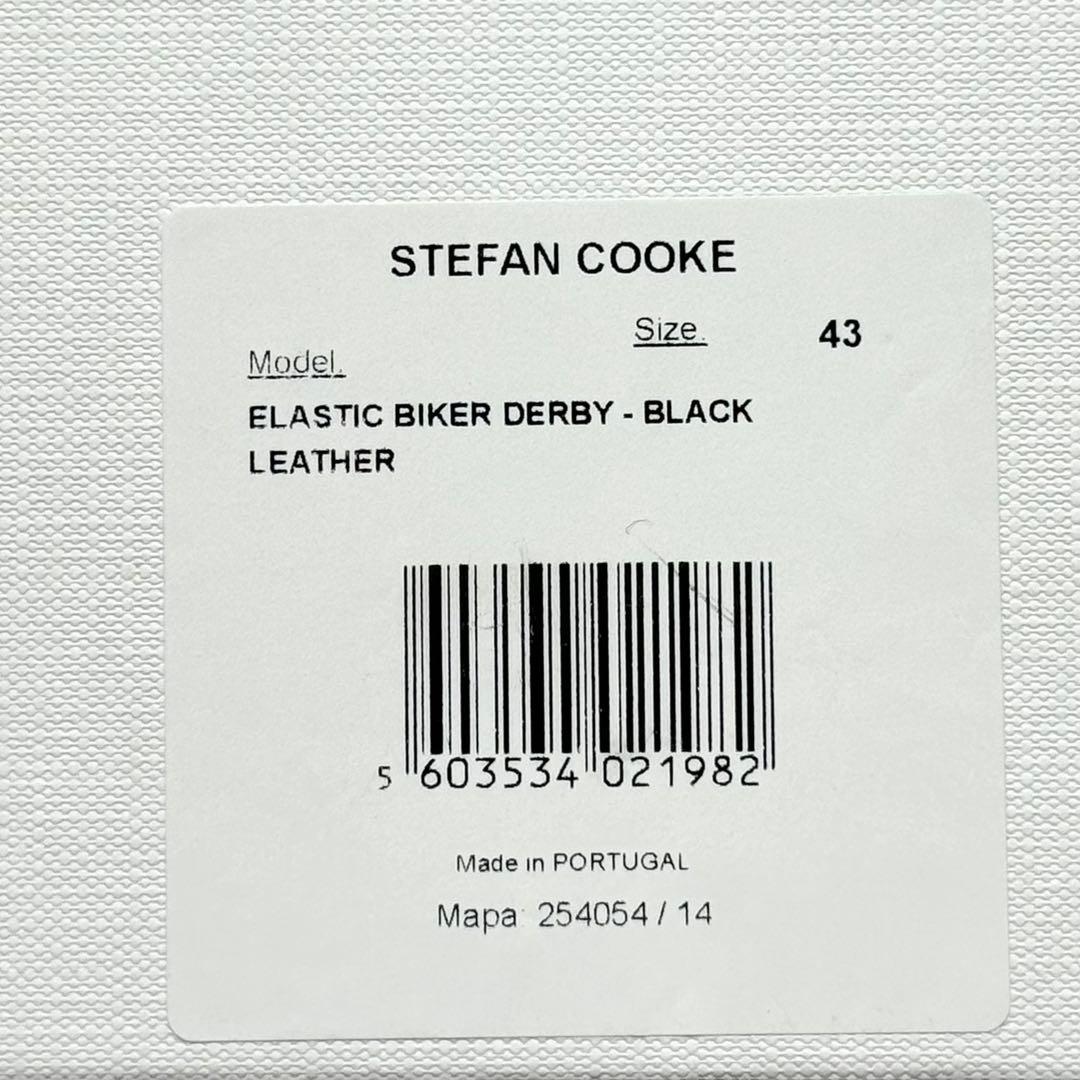 STEFAN COOKE
Size. 43
Model.
ELASTIC BIKER DERBY - BLACK
LEATHER
5 603534 021982
Made in PORTUGAL
Mapa: 254054 / 14